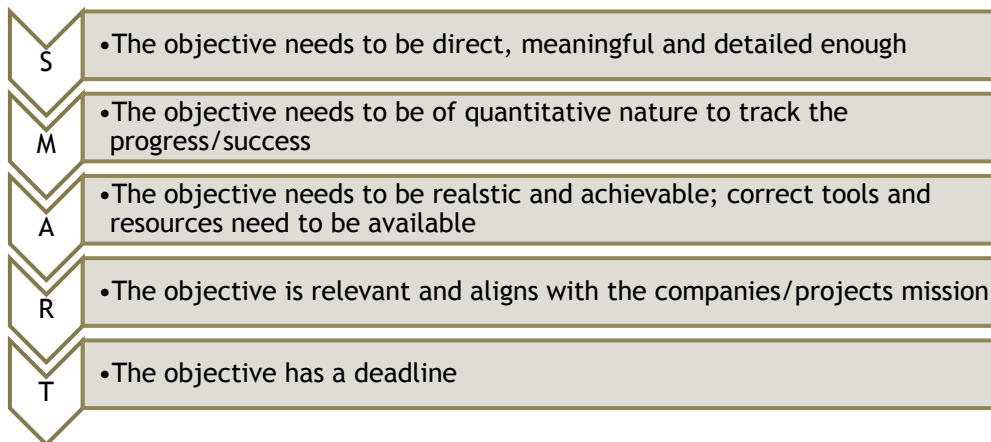 S
•The objective needs to be direct, meaningful and detailed enough
M
•The objective needs to be of quantitative nature to track the
progress/success
A
•The objective needs to be realstic and achievable; correct tools and
resources need to be available
R
•The objective is relevant and aligns with the companies/projects mission
T
•The objective has a deadline